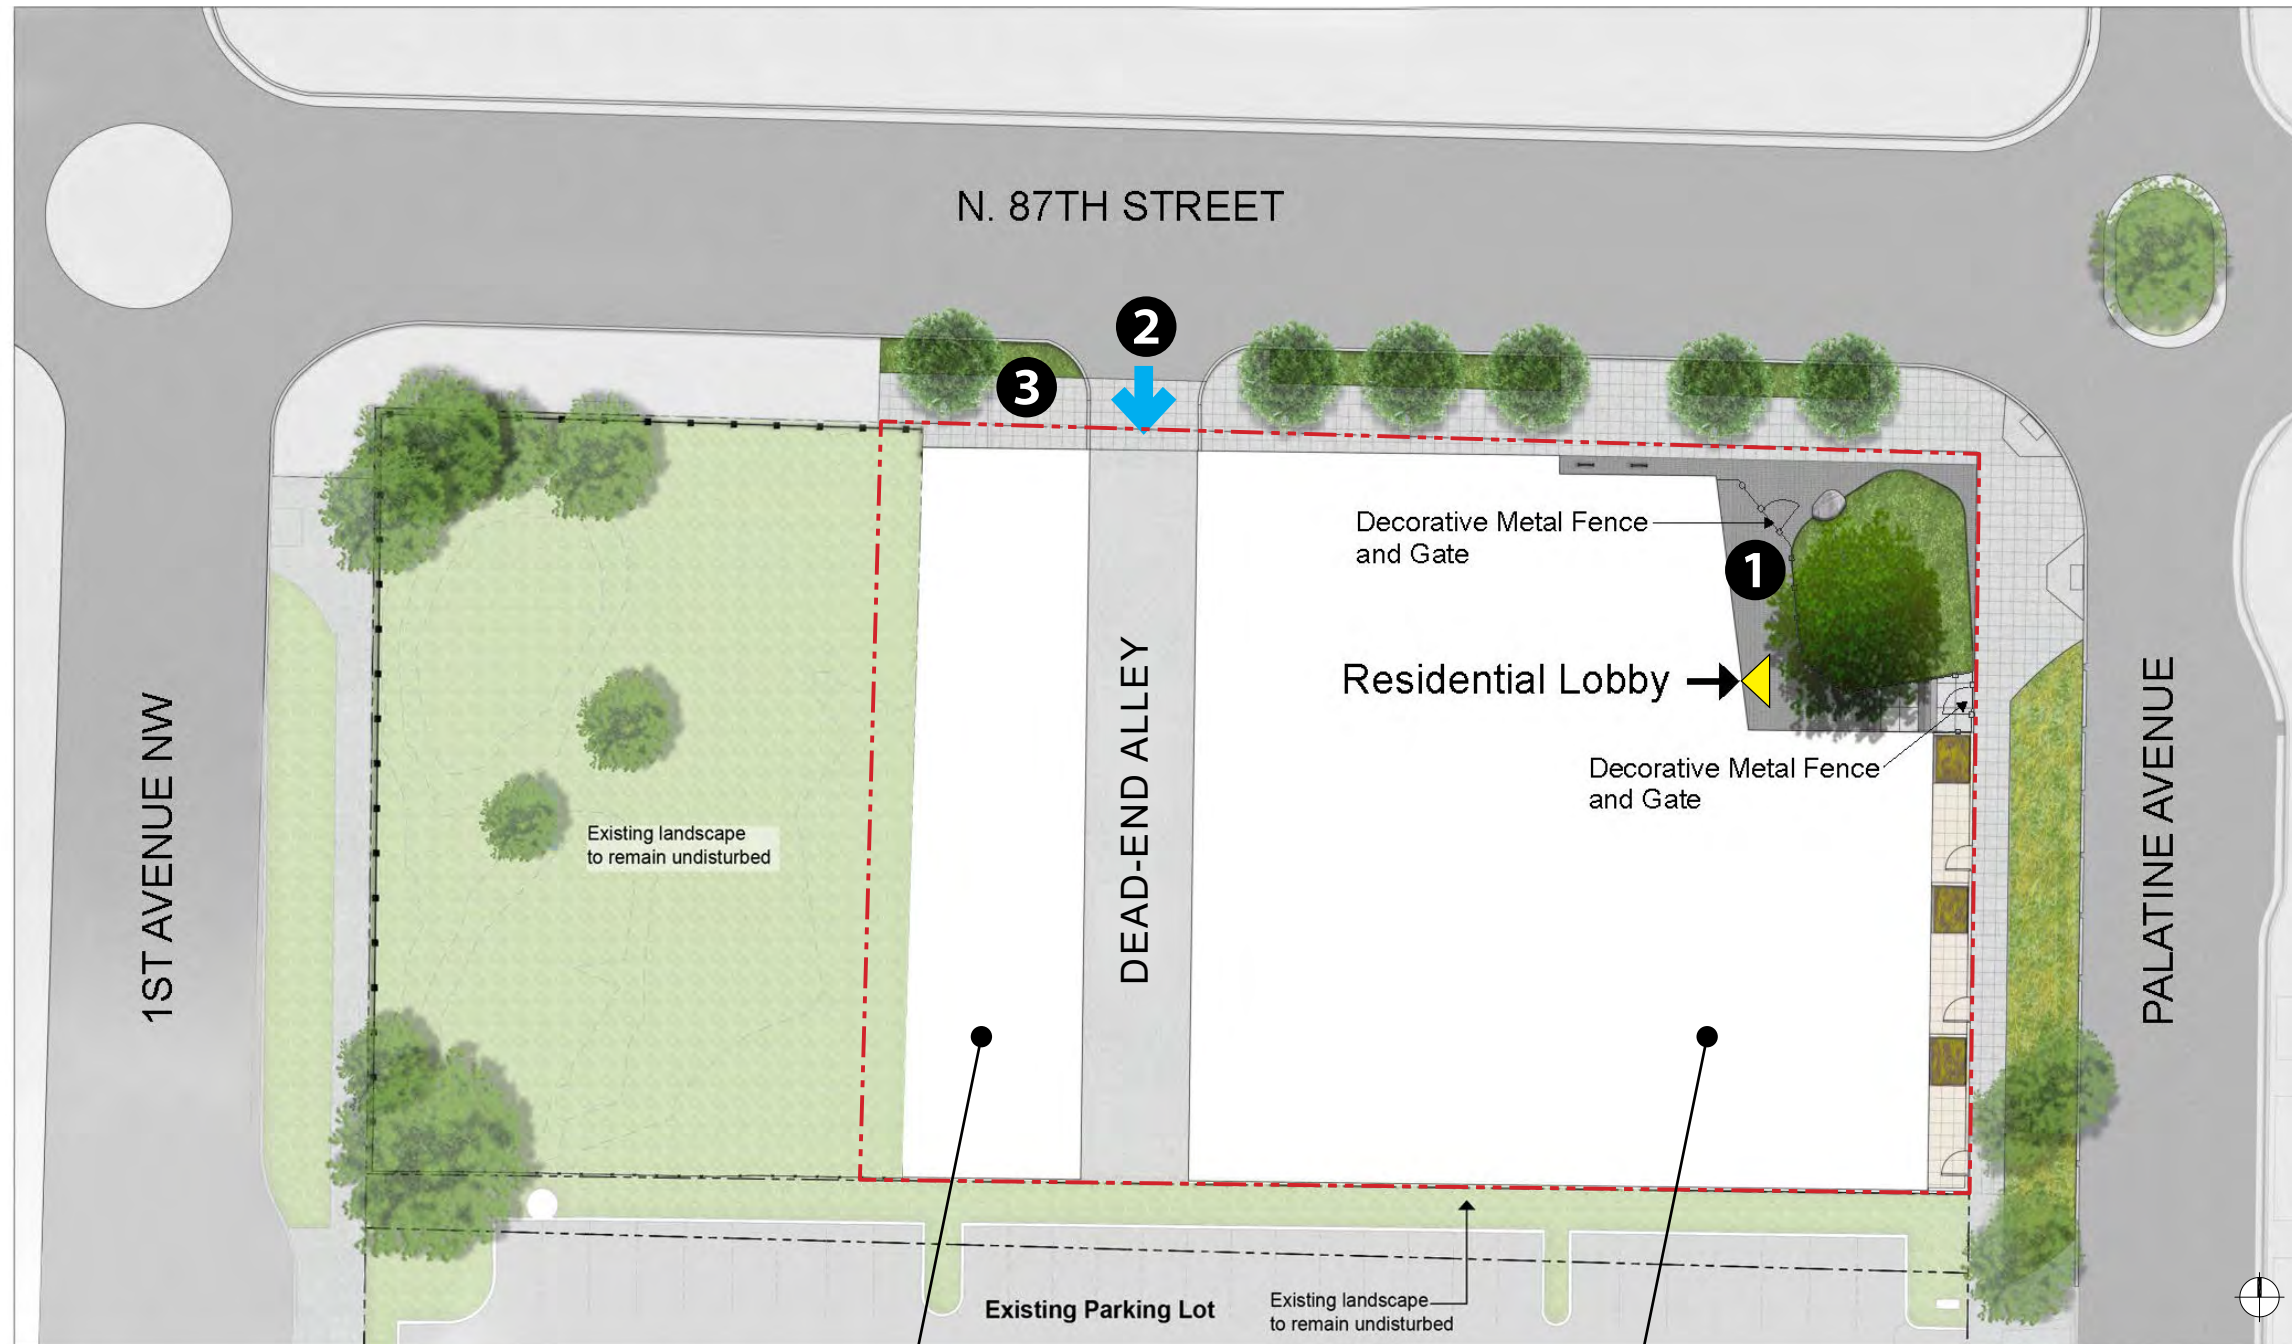 N. 87TH STREET
2
3
Decorative Metal Fence
and Gate
1
Residential Lobby
Decorative Metal Fence
and Gate
1ST AVENUE NW
DEAD-END ALLEY
PALATINE AVENUE
Existing landscape
to remain undisturbed
Existing Parking Lot
Existing landscape
to remain undisturbed